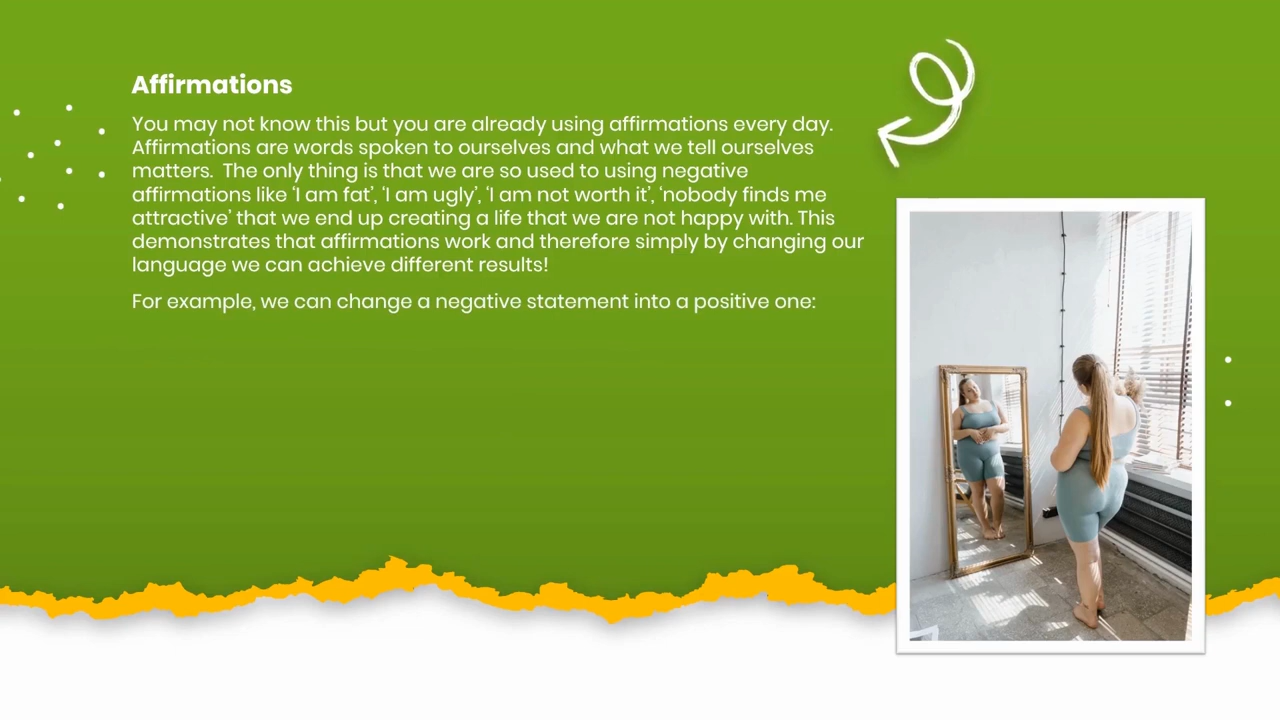 Affirmations
You may not know this but you are already using affirmations every day.
Affirmations are words spoken to ourselves and what we tell ourselves
matters.  The only thing is that we are so used to using negative
affirmations like ‘I am fat’, ‘I am ugly’, ‘I am not worth it’, ‘nobody finds me
attractive’ that we end up creating a life that we are not happy with. This
demonstrates that affirmations work and therefore simply by changing our
language we can achieve different results!
For example, we can change a negative statement into a positive one: